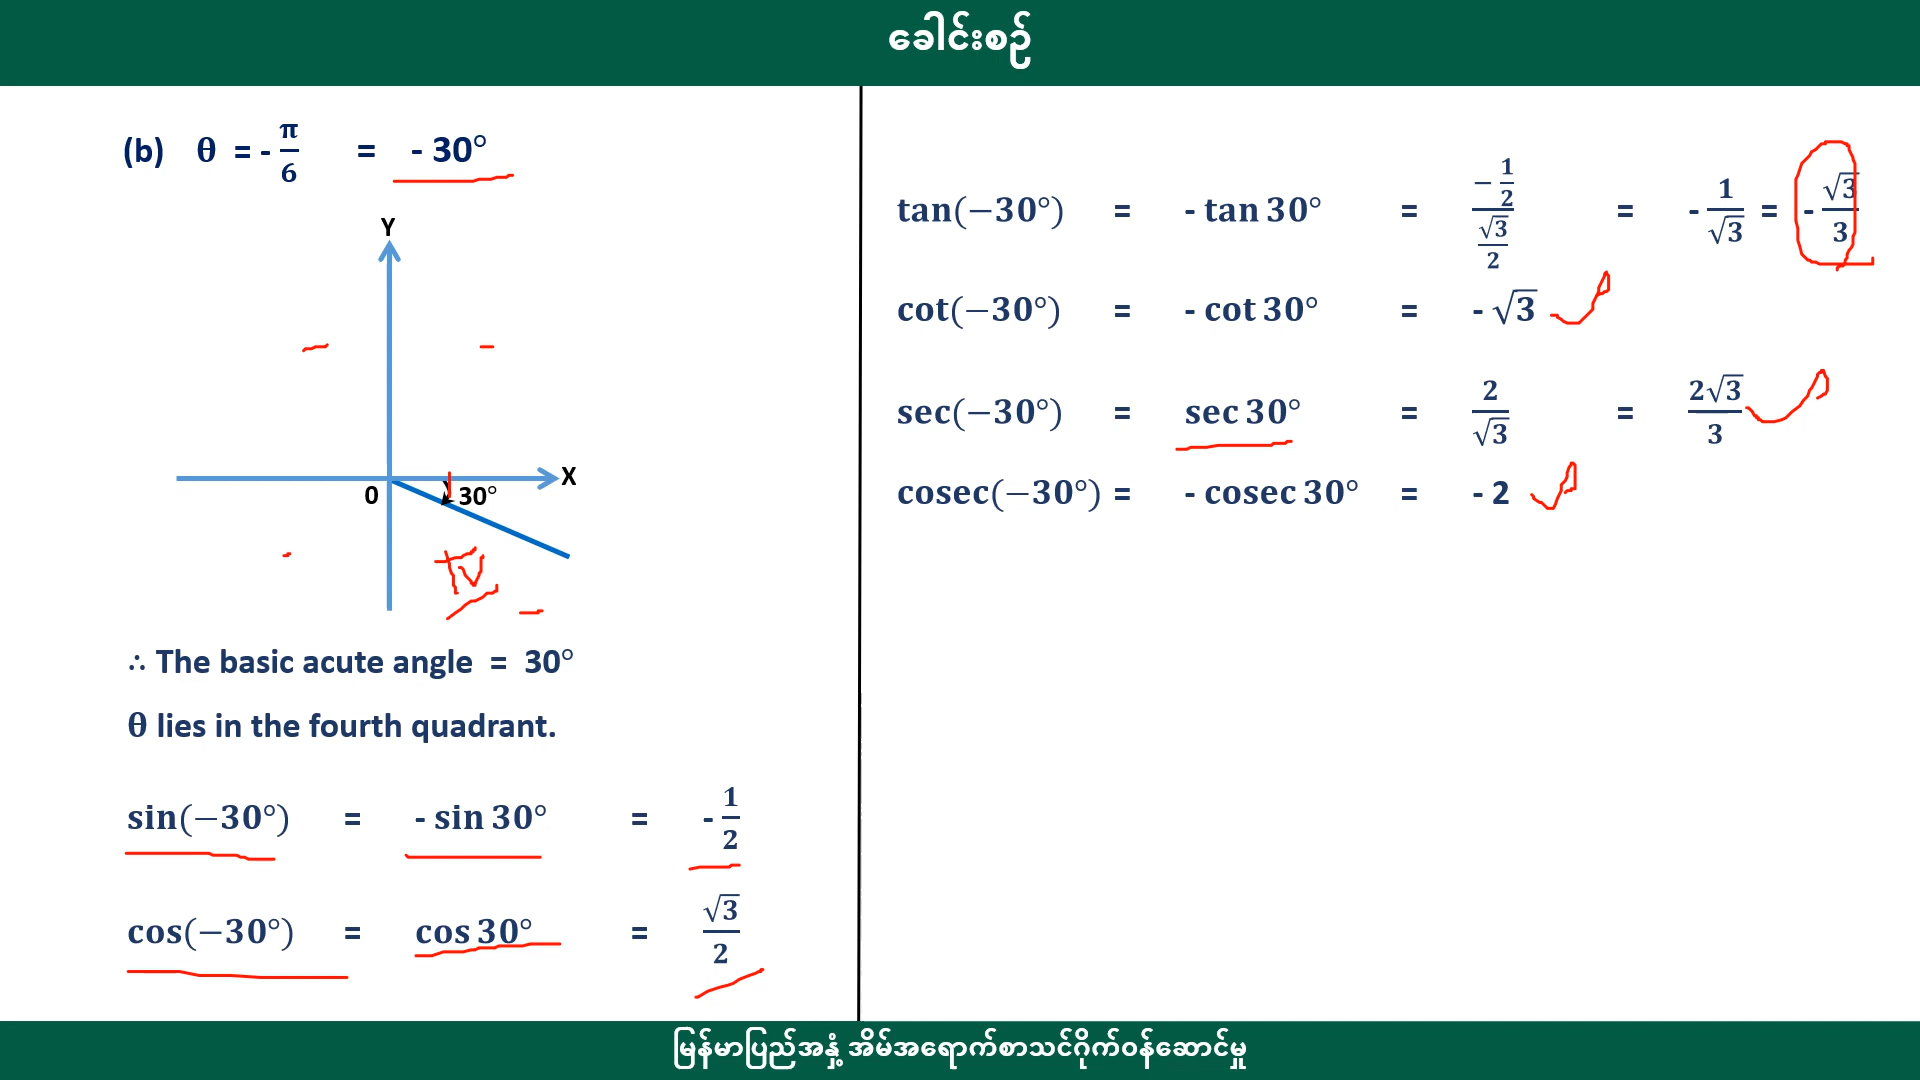 ခေါင်းစဉ်
(b) θ = - π/6 = - 30°
Y
X
0
30°
IV
∴ The basic acute angle = 30°
θ lies in the fourth quadrant.
sin(−30°) = - sin 30° = - 1/2
cos(−30°) = cos 30° = √3/2
tan(−30°) = - tan 30° = (− 1/2)/(√3/2) = - 1/√3 = - √3/3
cot(−30°) = - cot 30° = - √3
sec(−30°) = sec 30° = 2/√3 = 2√3/3
cosec(−30°) = - cosec 30° = - 2
မြန်မာပြည်အနှံ့ အိမ်အရောက်စာသင်ဂိုက်ဝန်ဆောင်မှု